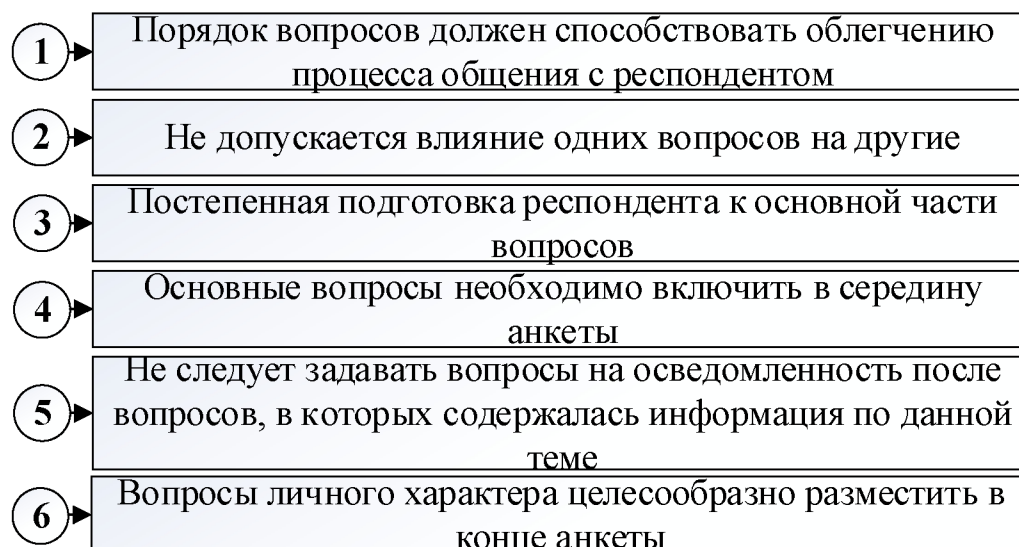 1
Порядок вопросов должен способствовать облегчению
процесса общения с респондентом
2
Не допускается влияние одних вопросов на другие
3
Постепенная подготовка респондента к основной части
вопросов
4
Основные вопросы необходимо включить в середину
анкеты
5
Не следует задавать вопросы на осведомленность после
вопросов, в которых содержалась информация по данной
теме
6
Вопросы личного характера целесообразно разместить в
конце анкеты